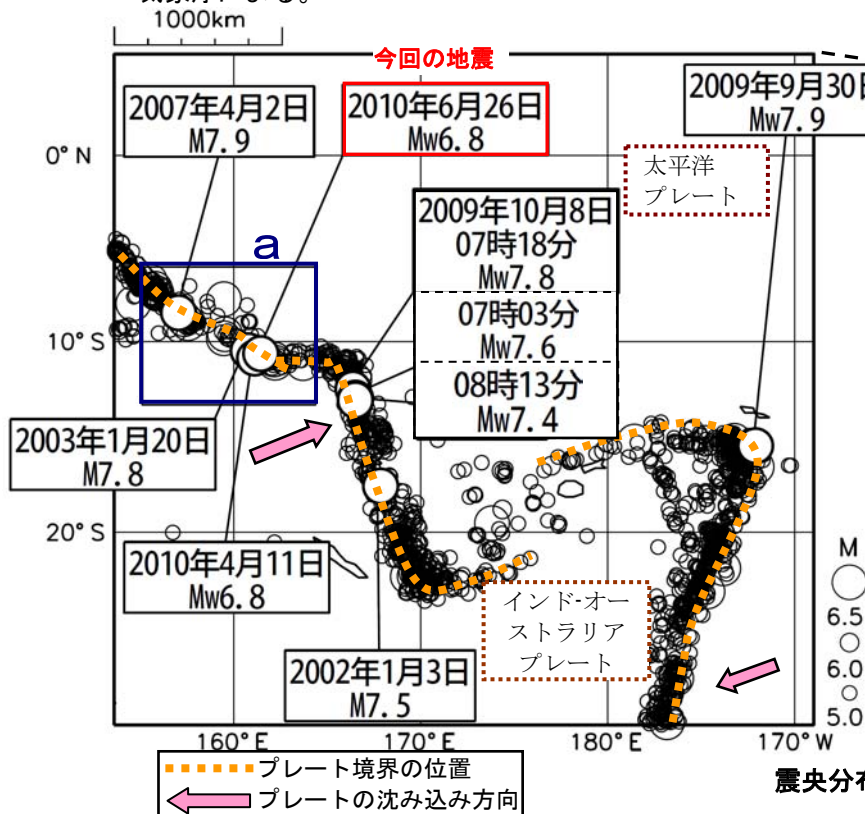 気象庁による。
1000km
今回の地震
2007年4月2日
M7.9
2010年6月26日
Mw6.8
2009年9月30日
Mw7.9
0°N
太平洋
プレート
2009年10月8日
07時18分
Mw7.8
a
07時03分
Mw7.6
10°S
08時13分
Mw7.4
2003年1月20日
M7.8
20°S
2010年4月11日
Mw6.8
M
インド-オー
ストラリア
プレート
6.5
6.0
5.0
2002年1月3日
M7.5
160°E
170°E
180°E
170°W
プレート境界の位置
プレートの沈み込み方向
震央分布